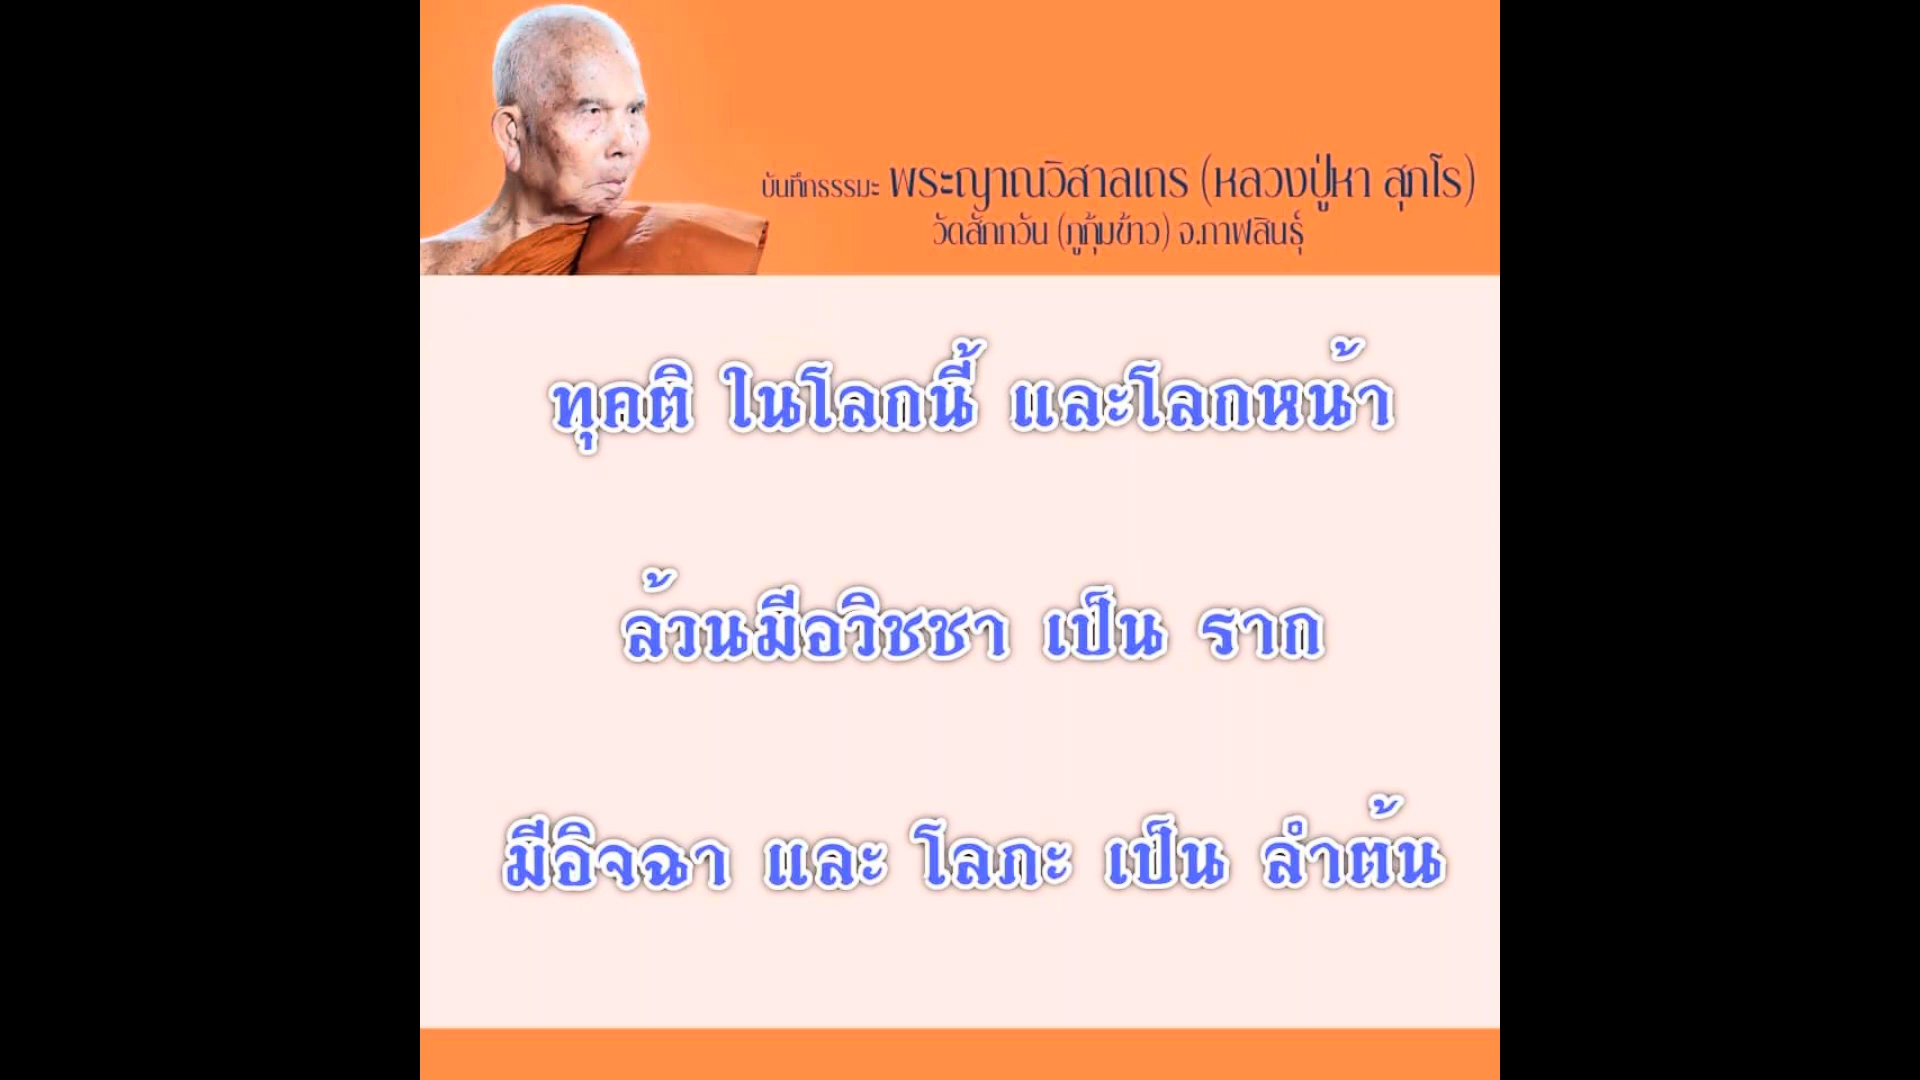 บันทึกธรรมะ พระญาณวิสาลเถร (หลวงปู่หา สุภโร)
วัดสักกวัน (ภูกุ้มข้าว) จ.กาฬสินธุ์
ทุคติ ในโลกนี้ และโลกหน้า
ล้วนมีอวิชชา เป็น ราก
มีอิจฉา และ โลภะ เป็น ลำต้น